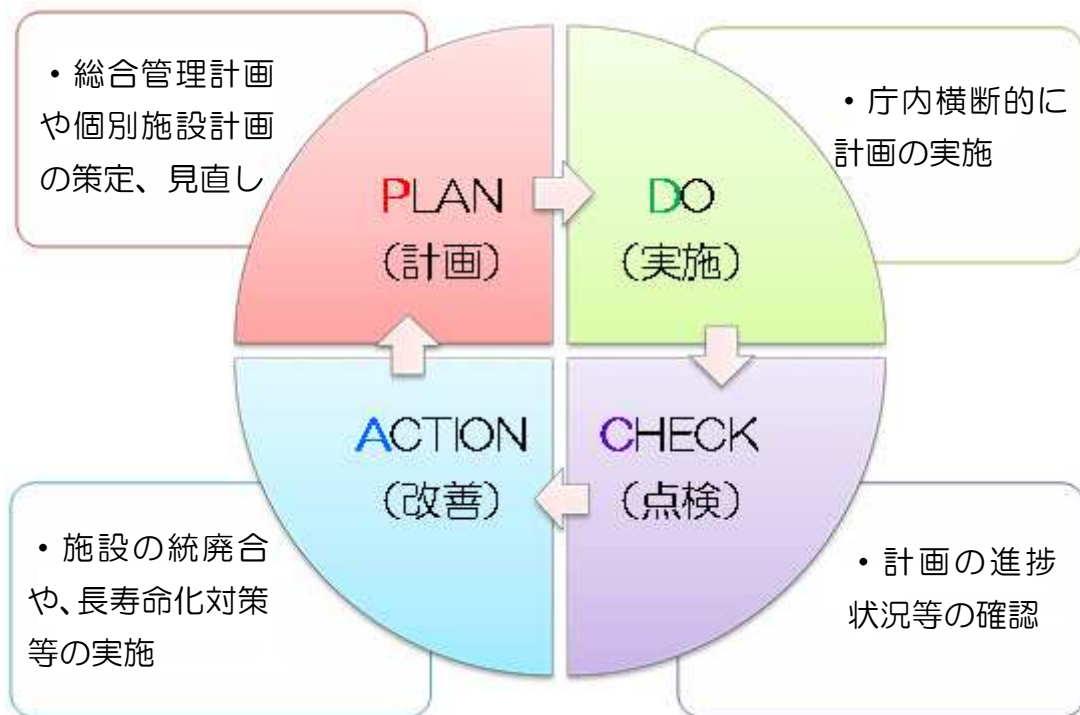 ・総合管理計画
や個別施設計画
の策定、見直し
PLAN
(計画)
・庁内横断的に
計画の実施
DO
(実施)
ACTION
(改善)
・施設の統廃合
や、長寿命化対策
等の実施
CHECK
(点検)
・計画の進捗
状況等の確認